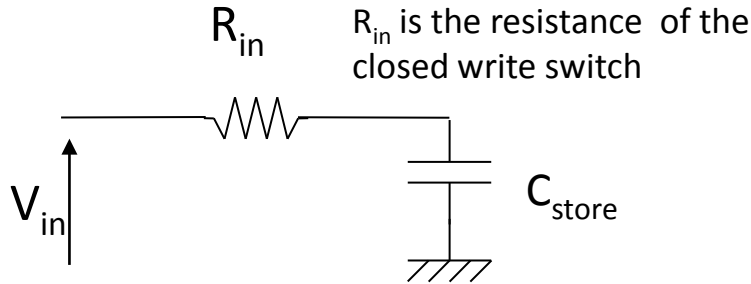 R_in
R_in is the resistance of the
closed write switch
V_in
C_store